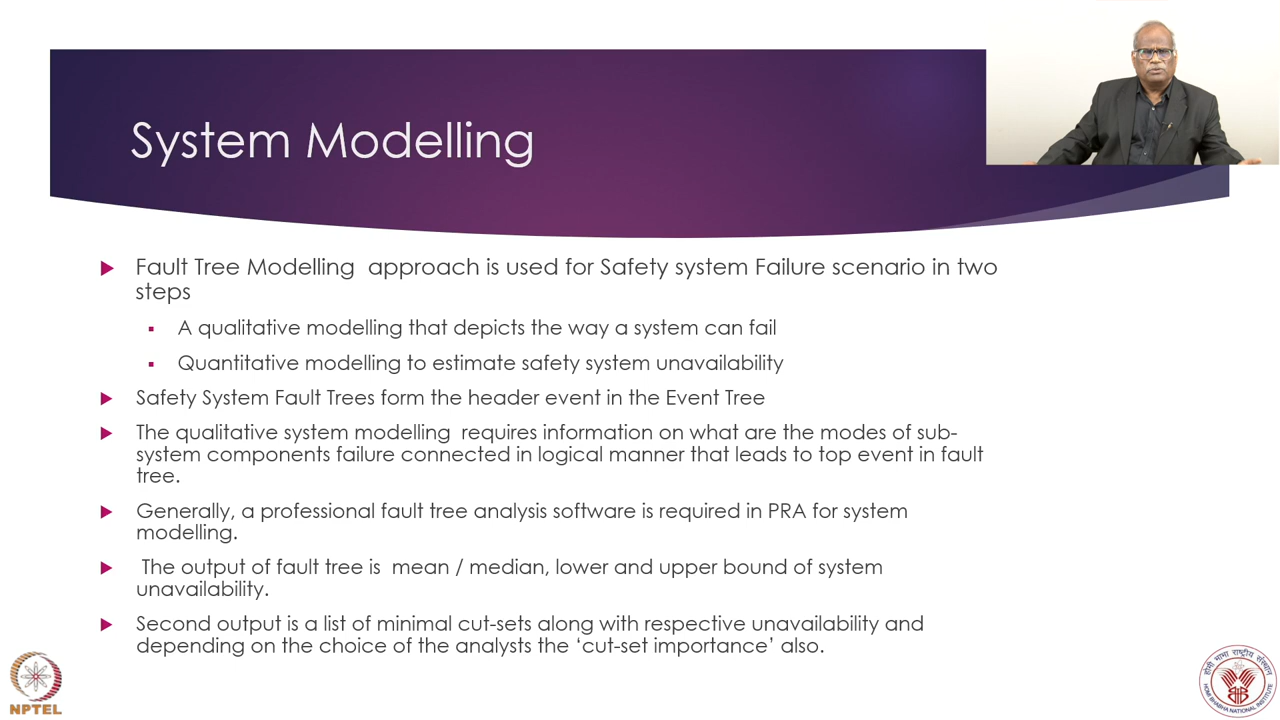 System Modelling
Fault Tree Modelling approach is used for Safety system Failure scenario in two
steps
A qualitative modelling that depicts the way a system can fail
Quantitative modelling to estimate safety system unavailability
Safety System Fault Trees form the header event in the Event Tree
The qualitative system modelling requires information on what are the modes of sub-
system components failure connected in logical manner that leads to top event in fault
tree.
Generally, a professional fault tree analysis software is required in PRA for system
modelling.
The output of fault tree is mean / median, lower and upper bound of system
unavailability.
Second output is a list of minimal cut-sets along with respective unavailability and
depending on the choice of the analysts the ‘cut-set importance’ also.
NPTEL
होमी भाभा राष्ट्रीय संस्थान
HOMI BHABHA NATIONAL INSTITUTE